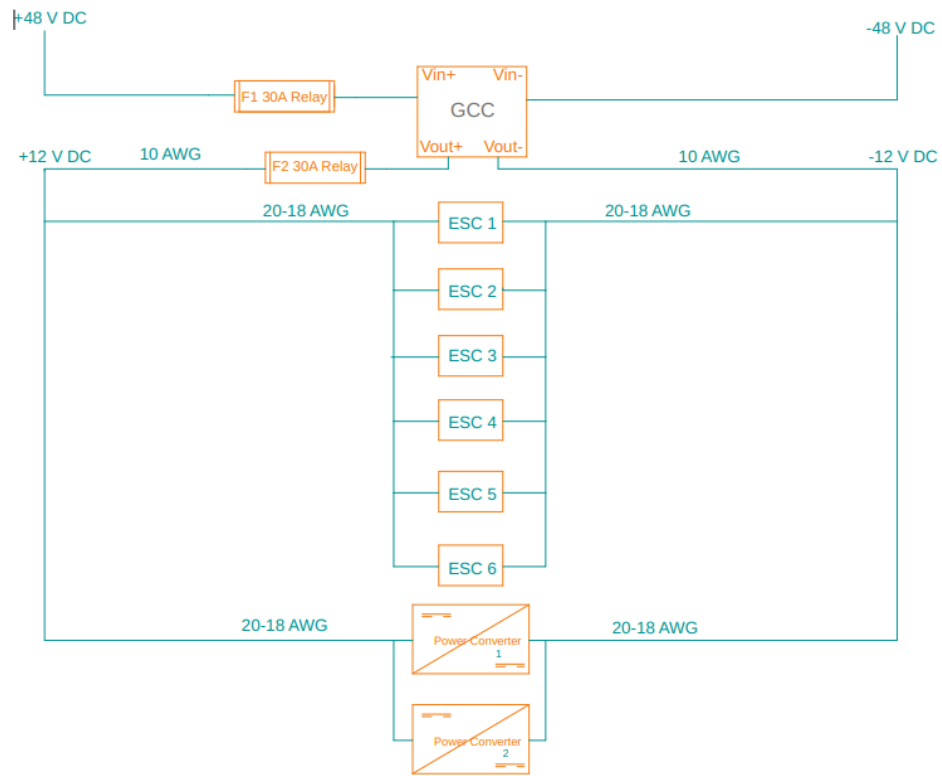 +48 V DC
-48 V DC
Vin+ Vin-
F1 30A Relay
GCC
Vout+ Vout-
+12 V DC
10 AWG
F2 30A Relay
10 AWG
-12 V DC
20-18 AWG
20-18 AWG
ESC 1
ESC 2
ESC 3
ESC 4
ESC 5
ESC 6
20-18 AWG
20-18 AWG
Power Converter
1
Power Converter
2